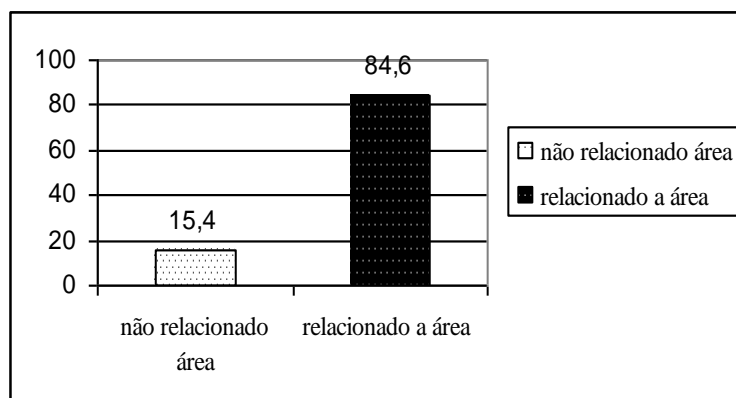 100
80
60
40
20
0
84,6
15,4
não relacionado
área
relacionado a área
não relacionado área
relacionado a área